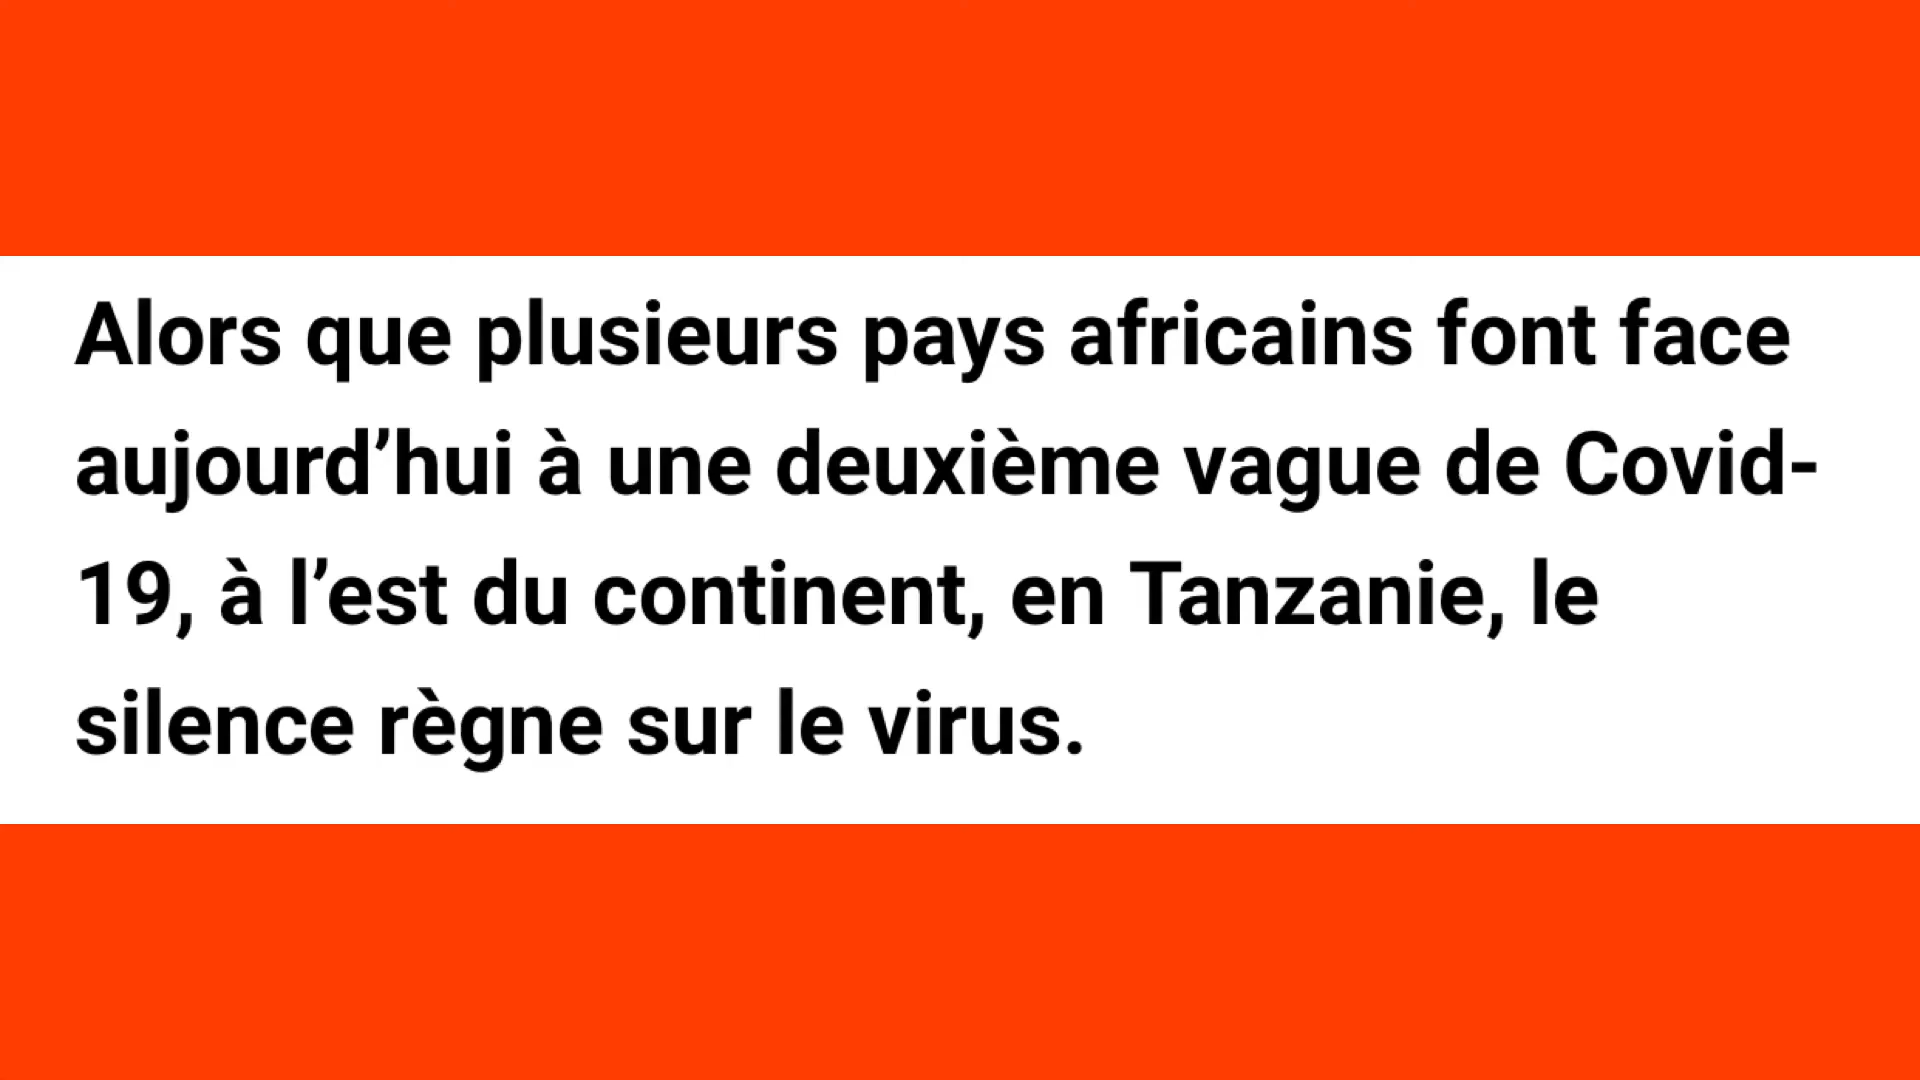 Alors que plusieurs pays africains font face
aujourd’hui à une deuxième vague de Covid-
19, à l’est du continent, en Tanzanie, le
silence règne sur le virus.